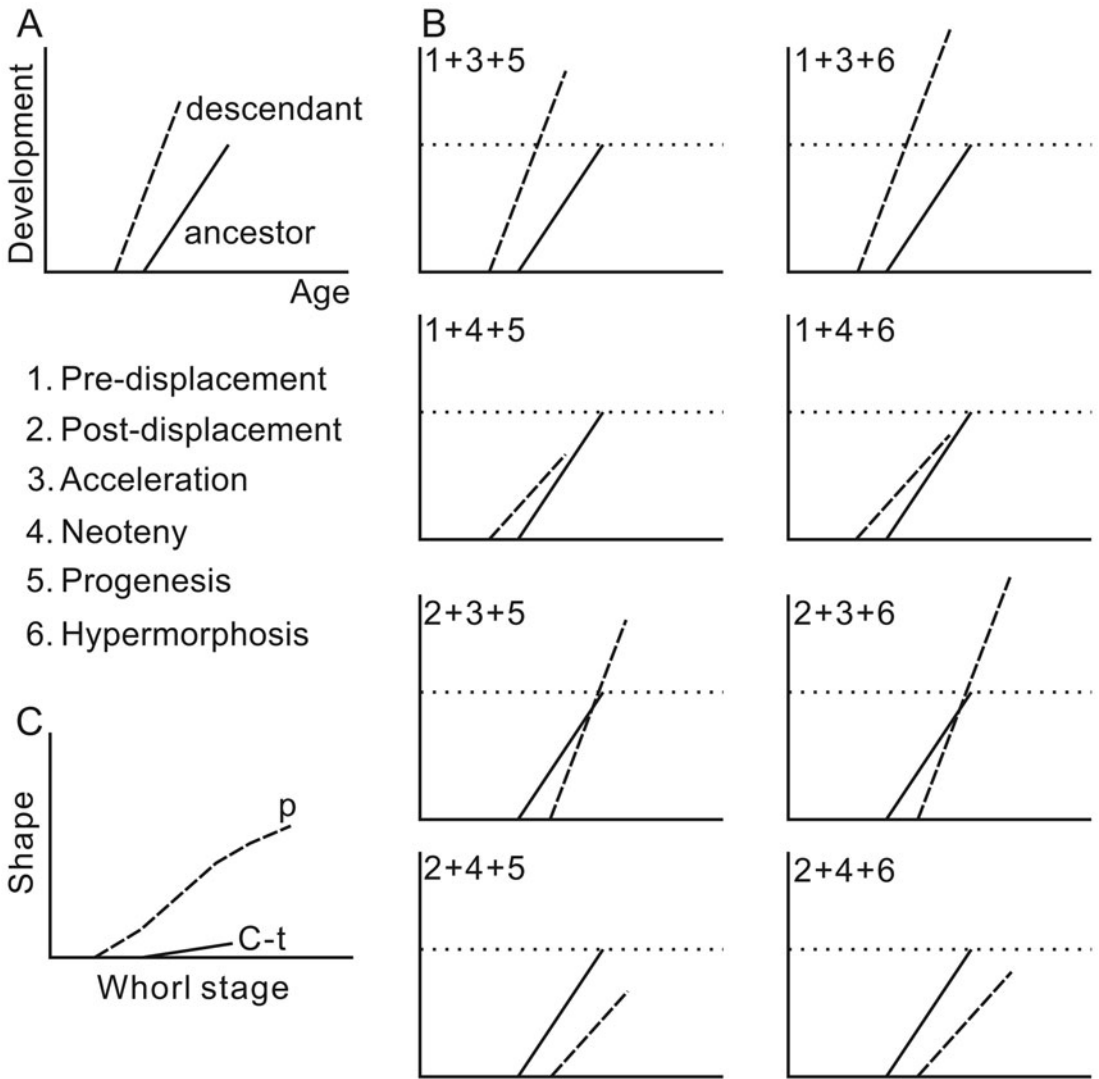 A
Development
descendant
ancestor
Age
1. Pre-displacement
2. Post-displacement
3. Acceleration
4. Neoteny
5. Progenesis
6. Hypermorphosis
C
Shape
p
C-t
Whorl stage
B
1+3+5
1+3+6
1+4+5
1+4+6
2+3+5
2+3+6
2+4+5
2+4+6